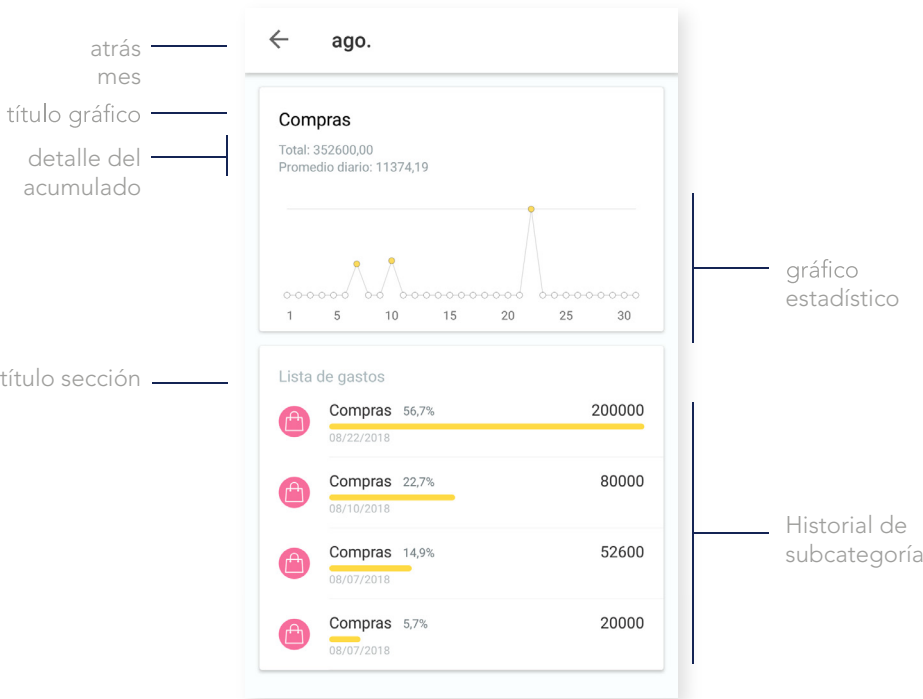 atrás
mes
título gráfico
detalle del
acumulado
título sección
ago.
Compras
Total: 352600,00
Promedio diario: 11374,19
1 5 10 15 20 25 30
Lista de gastos
Compras 56,7% 200000
08/22/2018
Compras 22,7% 80000
08/10/2018
Compras 14,9% 52600
08/07/2018
Compras 5,7% 20000
08/07/2018
gráfico
estadístico
Historial de
subcategoría